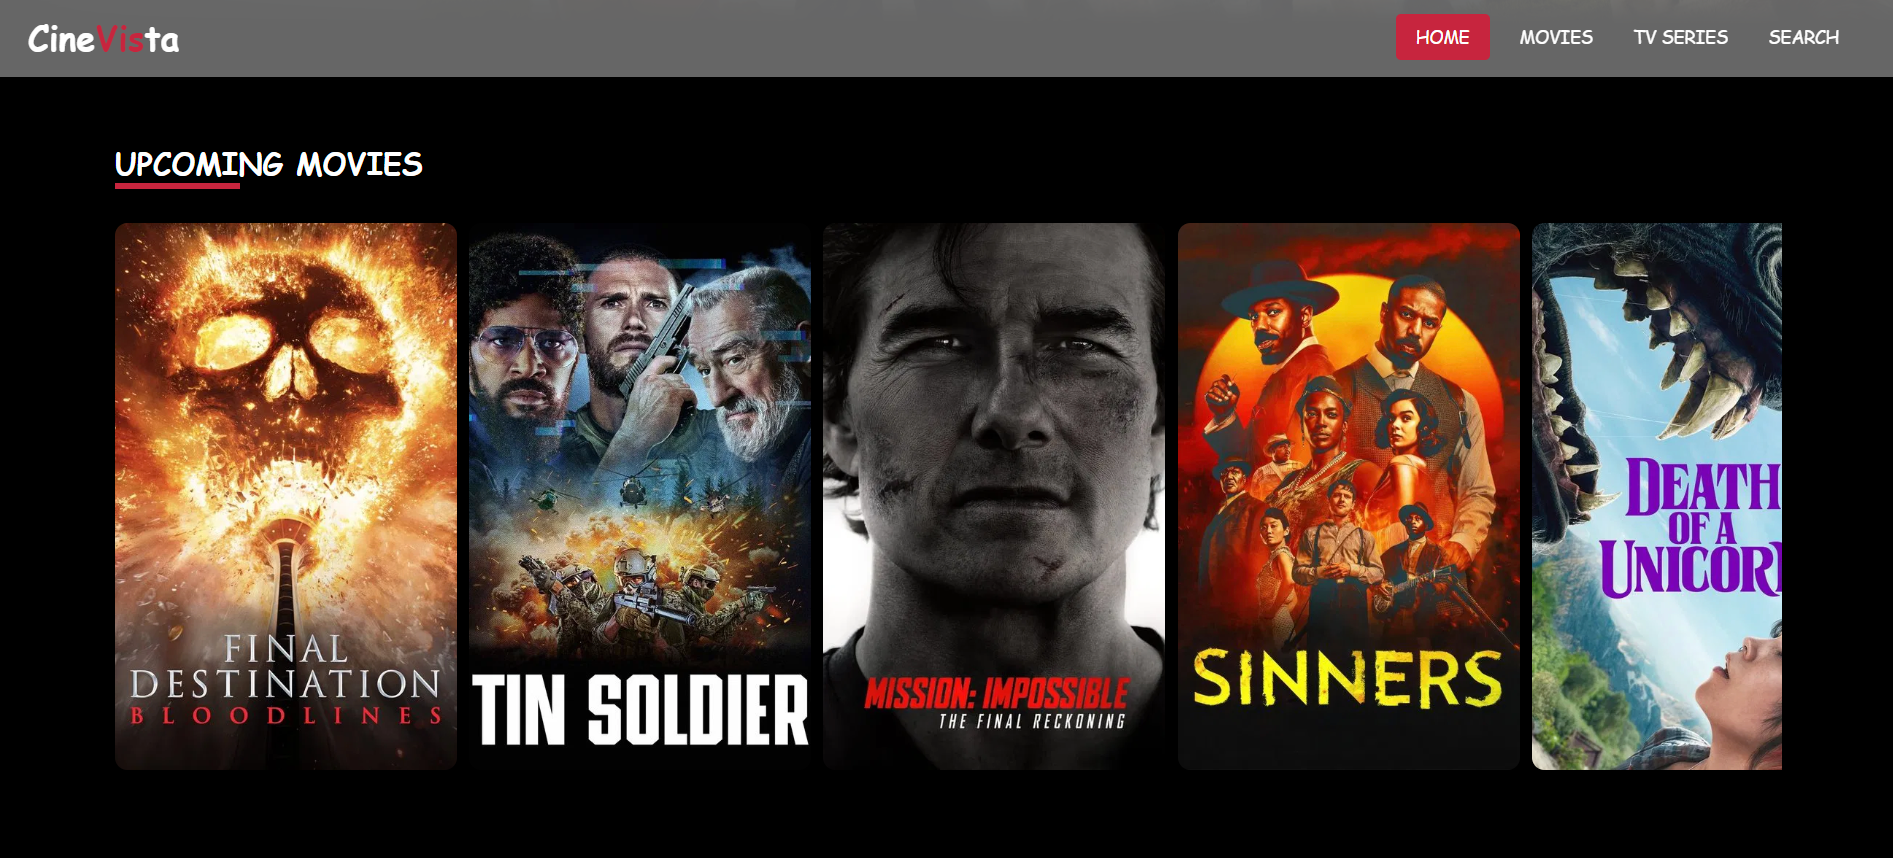 CineVista
HOME
MOVIES
TV SERIES
SEARCH
UPCOMING MOVIES
FINAL
DESTINATION
BLOODLINES
TIN SOLDIER
MISSION: IMPOSSIBLE
THE FINAL RECKONING
SINNERS
DEATH
OF A
UNICOR